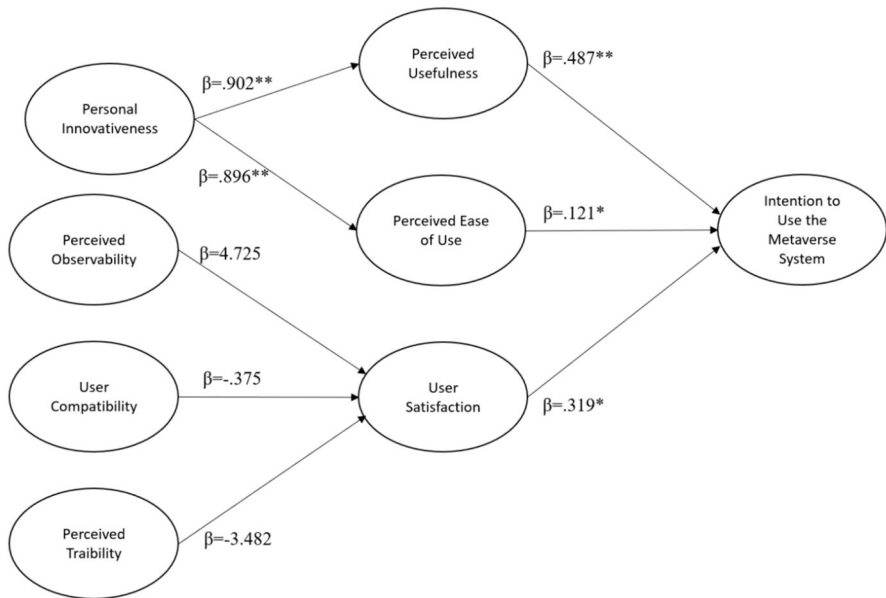 Perceived
Usefulness
β=.487**
β=.902**
Personal
Innovativeness
β=.896**
Perceived Ease
of Use
β=.121*
Intention to
Use the
Metaverse
System
Perceived
Observability
β=4.725
User
Compatibility
β=-.375
User
Satisfaction
β=.319*
Perceived
Traibility
β=-3.482